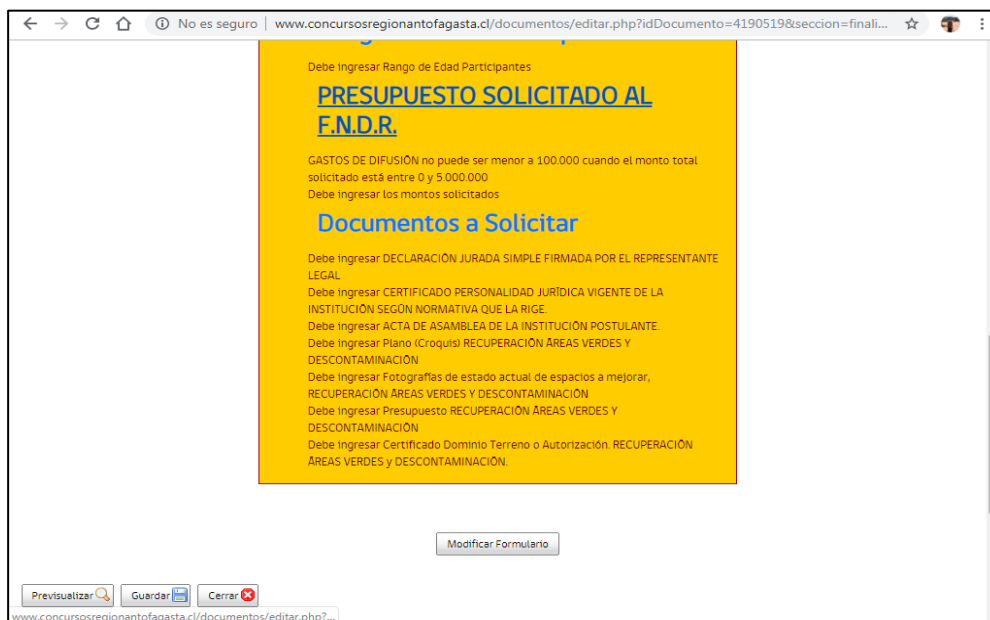 No es seguro | www.concursosregionantofagasta.cl/documentos/editar.php?idDocumento=4190519&seccion=finali...
Debe ingresar Rango de Edad Participantes
PRESUPUESTO SOLICITADO AL
F.N.D.R.
GASTOS DE DIFUSIÓN no puede ser menor a 100.000 cuando el monto total
solicitado está entre 0 y 5.000.000
Debe ingresar los montos solicitados
Documentos a Solicitar
Debe ingresar DECLARACIÓN JURADA SIMPLE FIRMADA POR EL REPRESENTANTE
LEGAL
Debe ingresar CERTIFICADO PERSONALIDAD JURÍDICA VIGENTE DE LA
INSTITUCIÓN SEGÚN NORMATIVA QUE LA RIGE.
Debe ingresar ACTA DE ASAMBLEA DE LA INSTITUCIÓN POSTULANTE.
Debe ingresar Plano (Croquis) RECUPERACIÓN ÁREAS VERDES Y
DESCONTAMINACIÓN
Debe ingresar Fotografías de estado actual de espacios a mejorar,
RECUPERACIÓN ÁREAS VERDES Y DESCONTAMINACIÓN
Debe ingresar Presupuesto RECUPERACIÓN ÁREAS VERDES Y
DESCONTAMINACIÓN
Debe ingresar Certificado Dominio Terreno o Autorización. RECUPERACIÓN
ÁREAS VERDES y DESCONTAMINACIÓN.
Modificar Formulario
Previsualizar Guardar Cerrar
www.concursosregionantofagasta.cl/documentos/editar.php?...